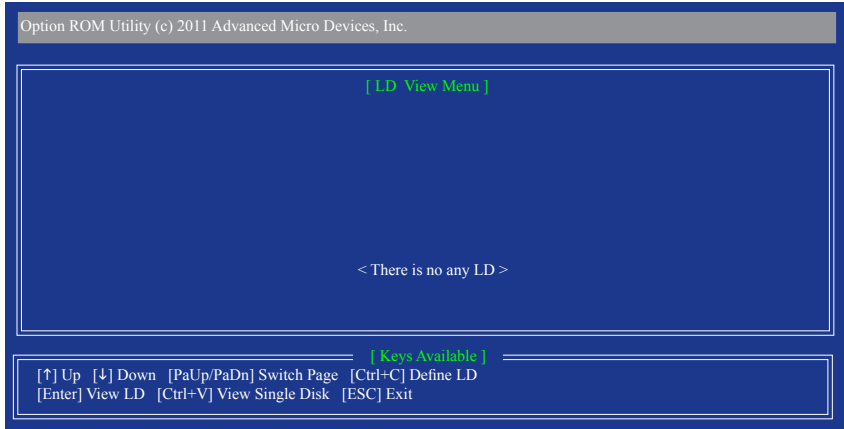 Option ROM Utility (c) 2011 Advanced Micro Devices, Inc.
[ LD View Menu ]
< There is no any LD >
[ Keys Available ]
[↑] Up [↓] Down [PaUp/PaDn] Switch Page [Ctrl+C] Define LD
[Enter] View LD [Ctrl+V] View Single Disk [ESC] Exit